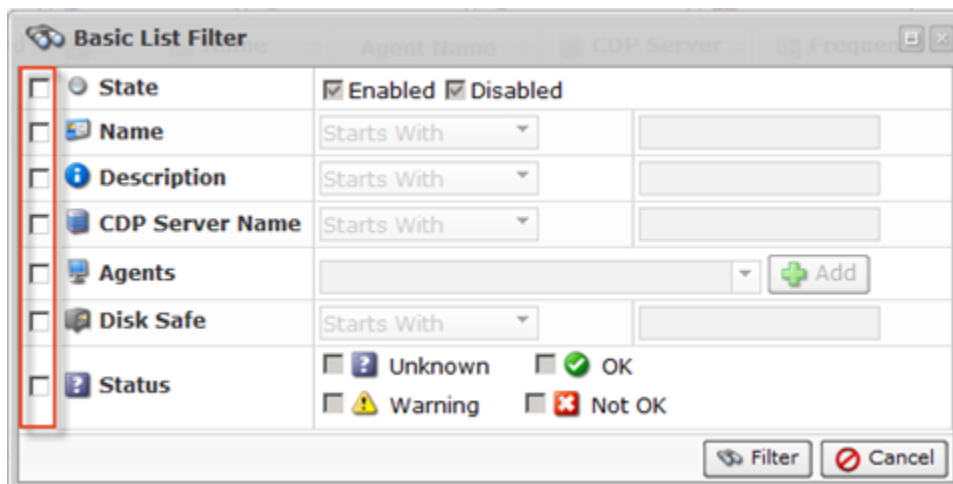 Basic List Filter
Agent Name CDP Server
State Enabled Disabled
Name Starts With
Description Starts With
CDP Server Name Starts With
Agents Add
Disk Safe Starts With
Status Unknown OK
Warning Not OK
Filter Cancel